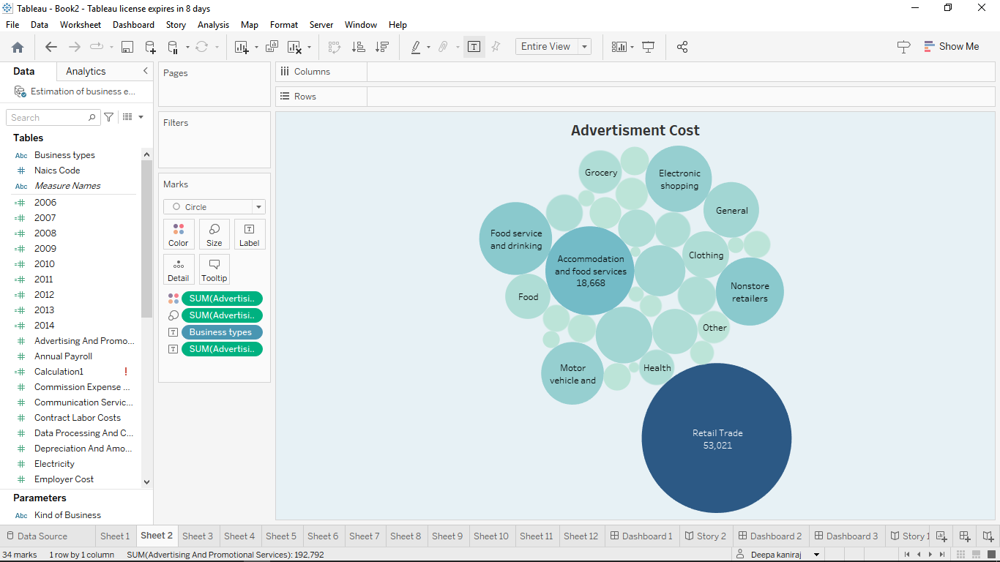 Tableau - Book2 - Tableau license expires in 8 days
File Data Worksheet Dashboard Story Analysis Map Format Server Window Help
Entire View
Show Me
Data Analytics
Estimation of business e...
Search
Tables
Abc Business types
Naics Code
Abc Measure Names
2006
2007
2008
2009
2010
2011
2012
2013
2014
Advertising And Promo...
Annual Payroll
Calculation1 !
Commission Expense ...
Communication Servic...
Contract Labor Costs
Data Processing And C...
Depreciation And Amo...
Electricity
Employer Cost
Parameters
Abc Kind of Business
Pages
Filters
Marks
Circle
Color Size Label
Detail Tooltip
SUM(Advertisi..
SUM(Advertisi..
Business types
SUM(Advertisi..
Columns
Rows
Advertisment Cost
Grocery
Electronic
shopping
General
Food service
and drinking
Accommodation
and food services
18,668
Clothing
Nonstore
retailers
Food
Other
Motor
vehicle and
Health
Retail Trade
53,021
Data Source Sheet 1 Sheet 2 Sheet 3 Sheet 4 Sheet 5 Sheet 6 Sheet 7 Sheet 8 Sheet 9 Sheet 10 Sheet 11 Sheet 12 Dashboard 1 Story 2 Dashboard 2 Dashboard 3 Story 1
34 marks 1 row by 1 column SUM(Advertising And Promotional Services): 192,792 Deepa kaniraj